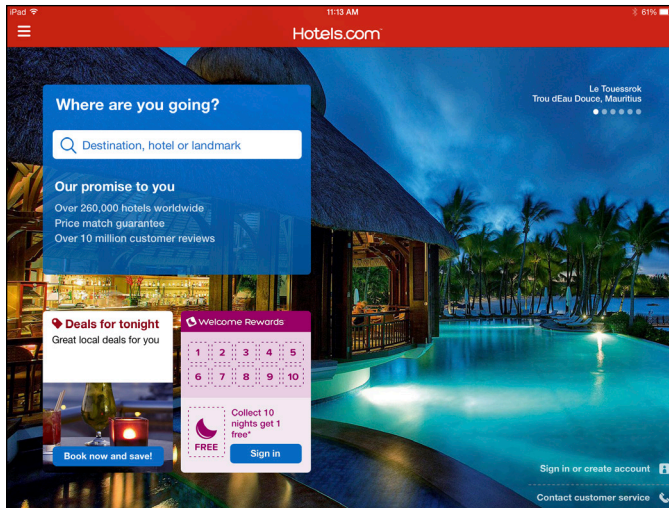 iPad
11:13 AM
61%
Hotels.com
Where are you going?
Destination, hotel or landmark
Our promise to you
Over 260,000 hotels worldwide
Price match guarantee
Over 10 million customer reviews
Le Touessrok
Trou dEau Douce, Mauritius
Deals for tonight
Great local deals for you
Book now and save!
Welcome Rewards
1 2 3 4 5
6 7 8 9 10
Collect 10
nights get 1
free*
FREE
Sign in
Sign in or create account
Contact customer service